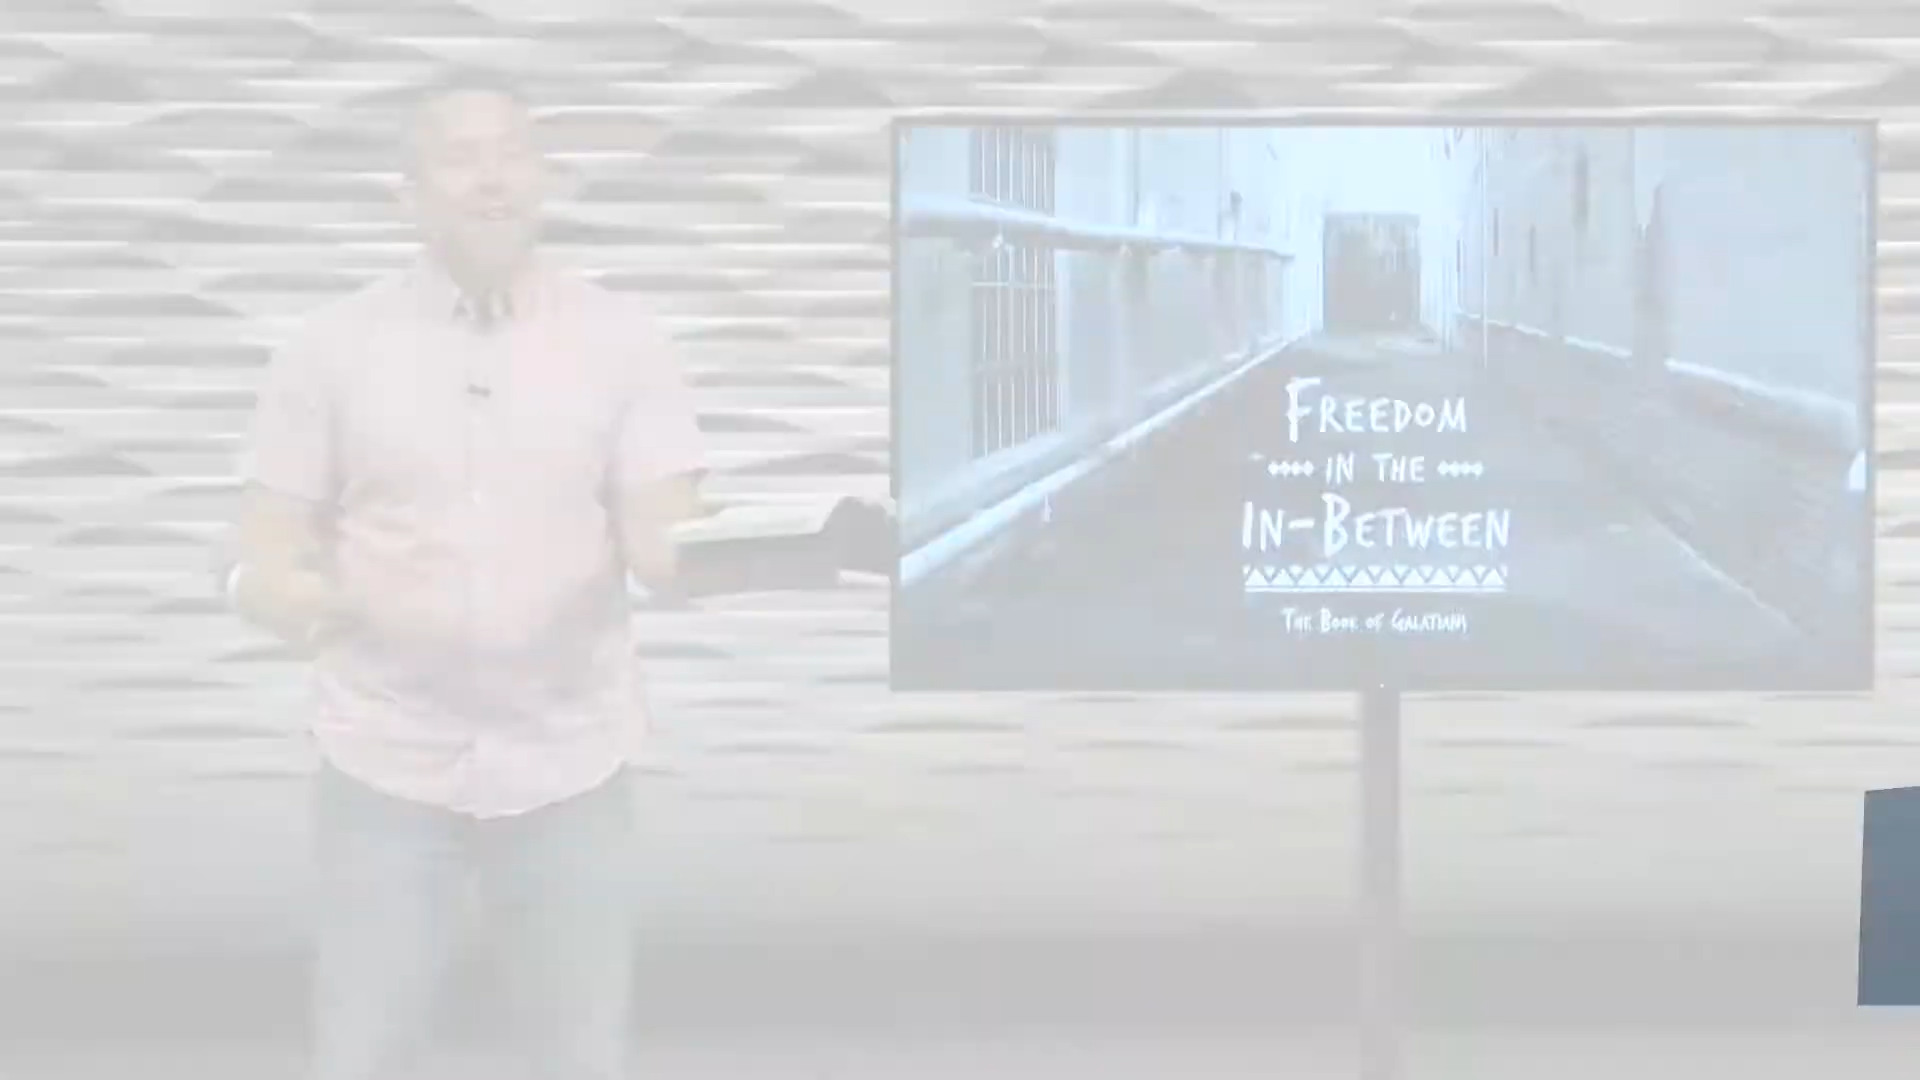 FREEDOM
IN THE
IN-BETWEEN
THE BOOK OF GALATIANS